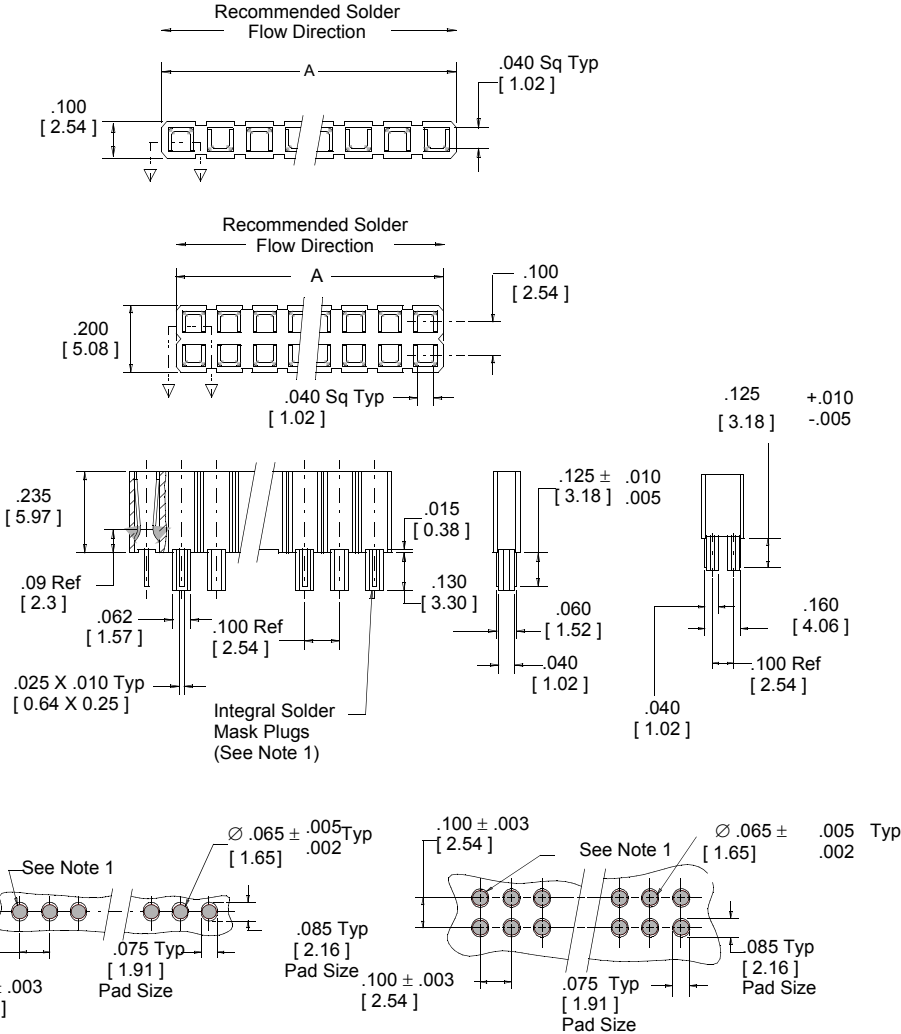 Recommended Solder
Flow Direction
A
.040 Sq Typ
[ 1.02 ]
.100
[ 2.54 ]
Recommended Solder
Flow Direction
A
.100
[ 2.54 ]
.200
[ 5.08 ]
.040 Sq Typ
[ 1.02 ]
.125 +.010
[ 3.18 ] -.005
.235
[ 5.97 ]
.125 ± .010
[ 3.18 ] .005
.015
[ 0.38 ]
.09 Ref
[ 2.3 ]
.130
[ 3.30 ]
.062
[ 1.57 ]
.100 Ref
[ 2.54 ]
.060
[ 1.52 ]
.160
[ 4.06 ]
.040
[ 1.02 ]
.100 Ref
[ 2.54 ]
.025 X .010 Typ
[ 0.64 X 0.25 ]
.040
[ 1.02 ]
Integral Solder
Mask Plugs
(See Note 1)
∅ .065 ± .005 Typ
[ 1.65] .002
See Note 1
.085 Typ
[ 2.16 ]
Pad Size
.075 Typ
[ 1.91 ]
Pad Size
± .003
]
.100 ± .003
[ 2.54 ]
See Note 1
∅ .065 ± .005 Typ
[ 1.65] .002
.085 Typ
[ 2.16 ]
Pad Size
.100 ± .003
[ 2.54 ]
.075 Typ
[ 1.91 ]
Pad Size